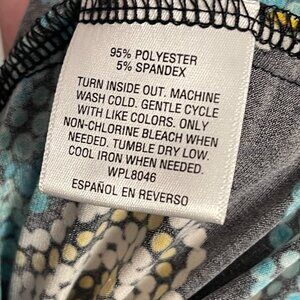 95% POLYESTER
5% SPANDEX
TURN INSIDE OUT. MACHINE
WASH COLD. GENTLE CYCLE
WITH LIKE COLORS. ONLY
NON-CHLORINE BLEACH WHEN
NEEDED. TUMBLE DRY LOW.
COOL IRON WHEN NEEDED.
WPL8046
ESPAÑOL EN REVERSO